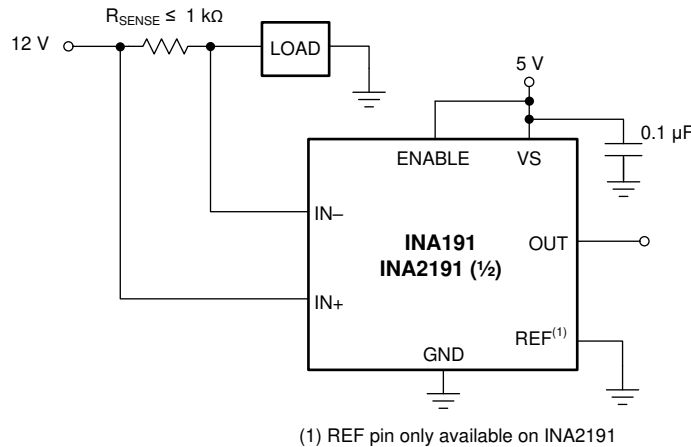 R_SENSE ≤ 1 kΩ
12 V
LOAD
5 V
0.1 µF
ENABLE
VS
IN–
INA191
INA2191 (½)
OUT
IN+
REF(1)
GND
(1) REF pin only available on INA2191